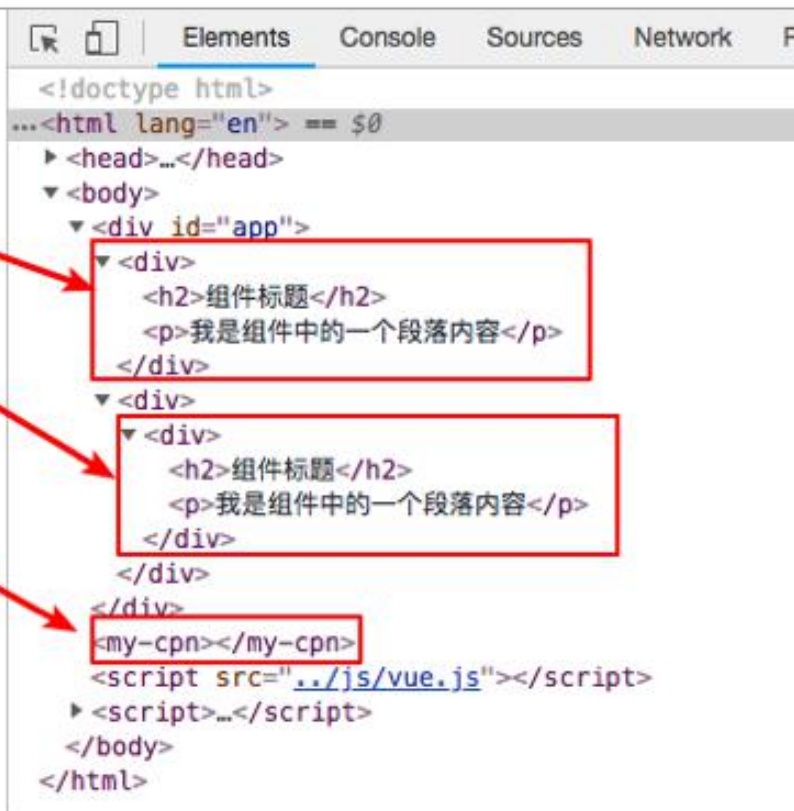 Elements Console Sources Network
<!doctype html>
...<html lang="en"> == $0
<head>…</head>
<body>
<div id="app">
<div>
<h2>组件标题</h2>
<p>我是组件中的一个段落内容</p>
</div>
<div>
<div>
<h2>组件标题</h2>
<p>我是组件中的一个段落内容</p>
</div>
</div>
</div>
<my-cpn></my-cpn>
<script src="../js/vue.js"></script>
<script>…</script>
</body>
</html>